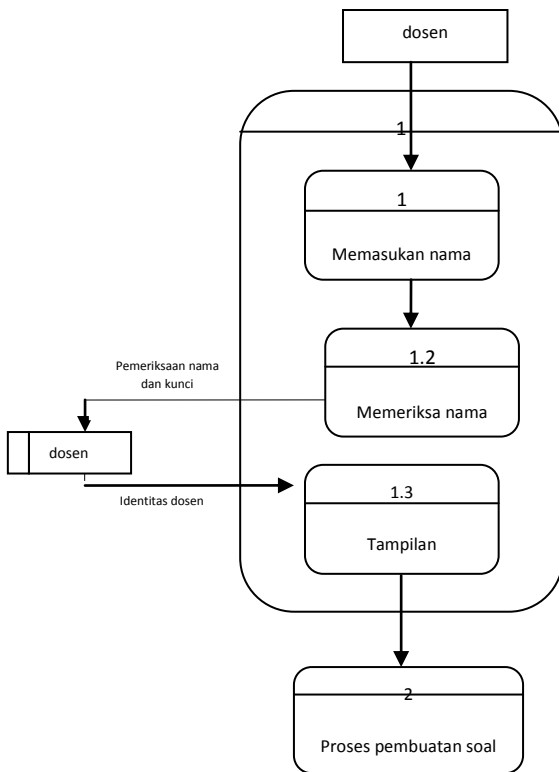 dosen
1
1
Memasukan nama
1.2
Memeriksa nama
Pemeriksaan nama
dan kunci
dosen
Identitas dosen
1.3
Tampilan
2
Proses pembuatan soal